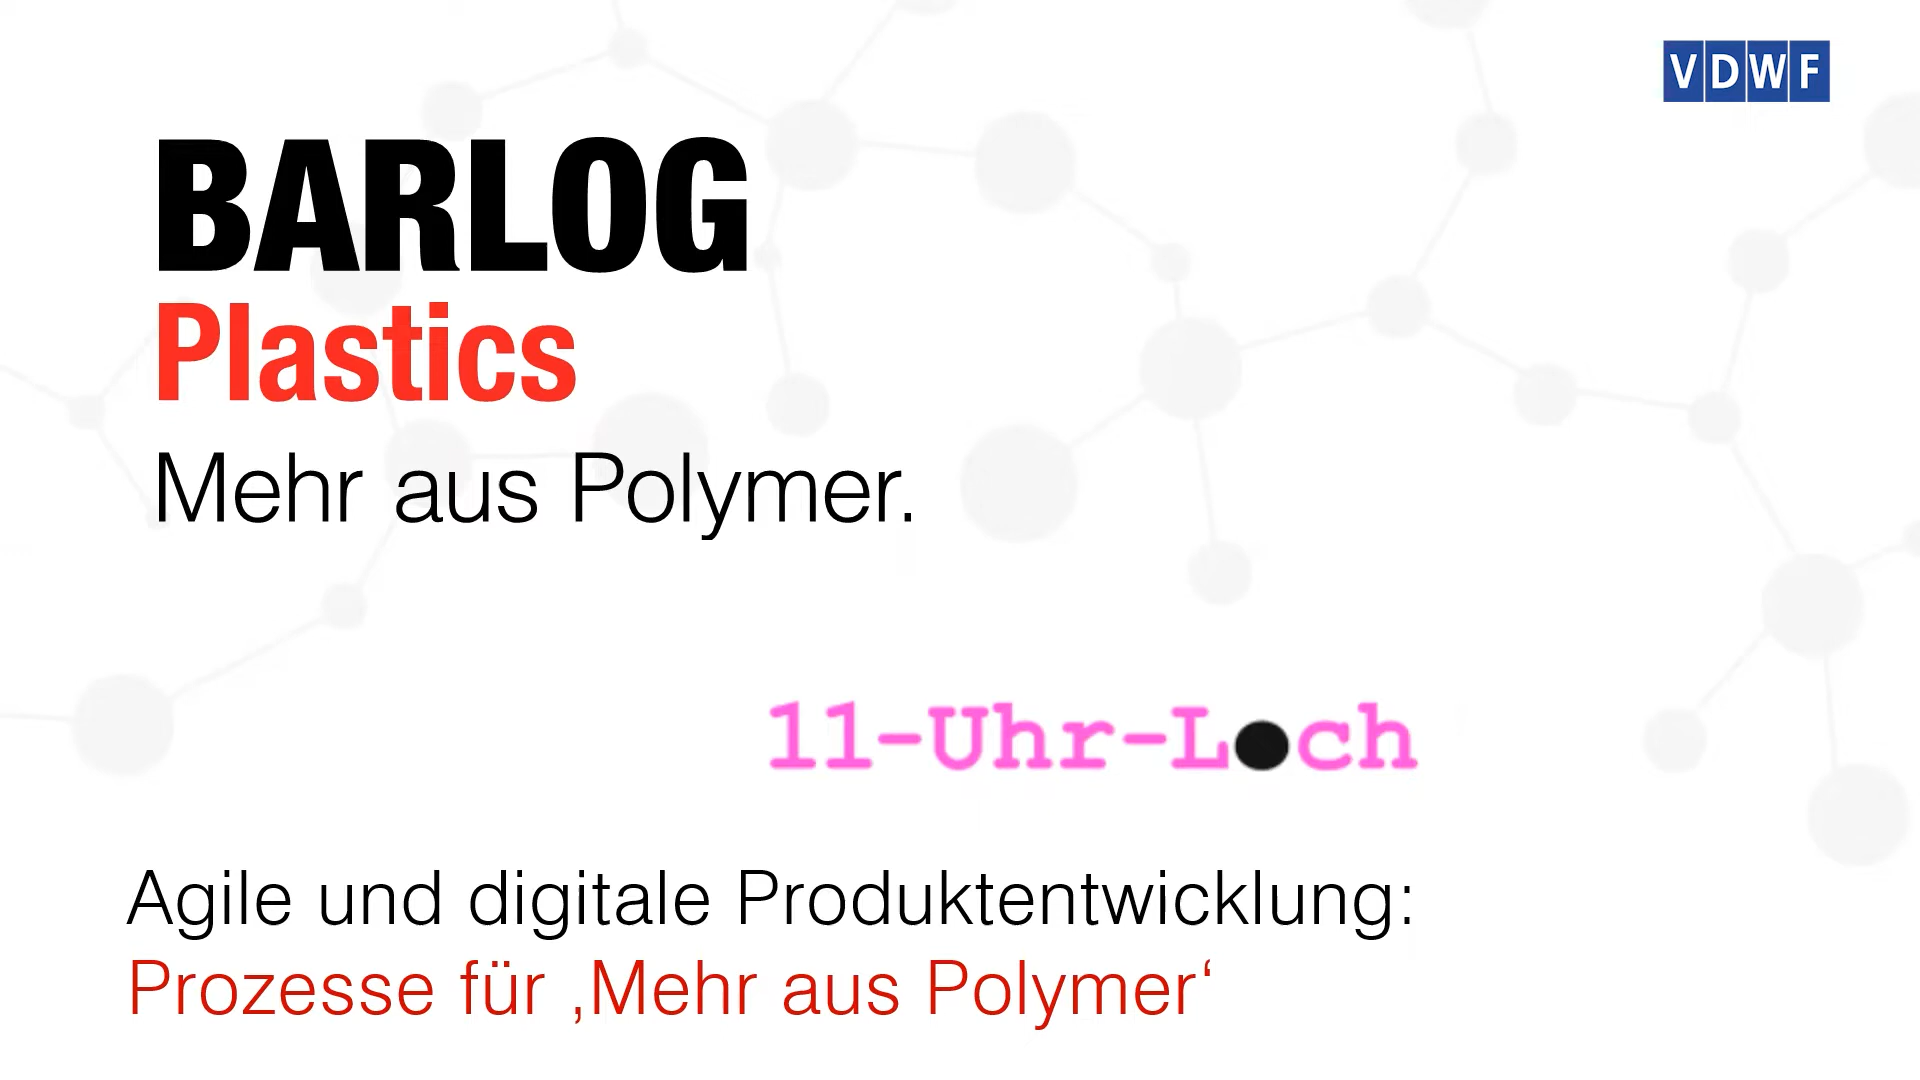 VDWF
BARLOG
Plastics
Mehr aus Polymer.
11-Uhr-Loch
Agile und digitale Produktentwicklung:
Prozesse für ‚Mehr aus Polymer‘